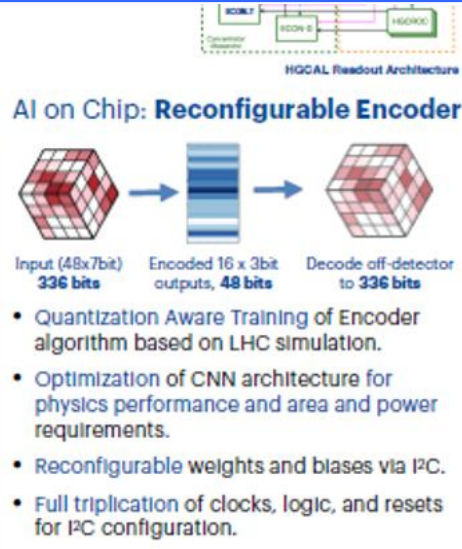 ECON-T
ECON-D
HGCROC
Concentrator
HGCAL Readout Architecture
AI on Chip: Reconfigurable Encoder
Input (48x7bit)
336 bits
Encoded 16 x 3bit
outputs, 48 bits
Decode off-detector
to 336 bits
• Quantization Aware Training of Encoder
algorithm based on LHC simulation.
• Optimization of CNN architecture for
physics performance and area and power
requirements.
• Reconfigurable weights and biases via I²C.
• Full triplication of clocks, logic, and resets
for I²C configuration.